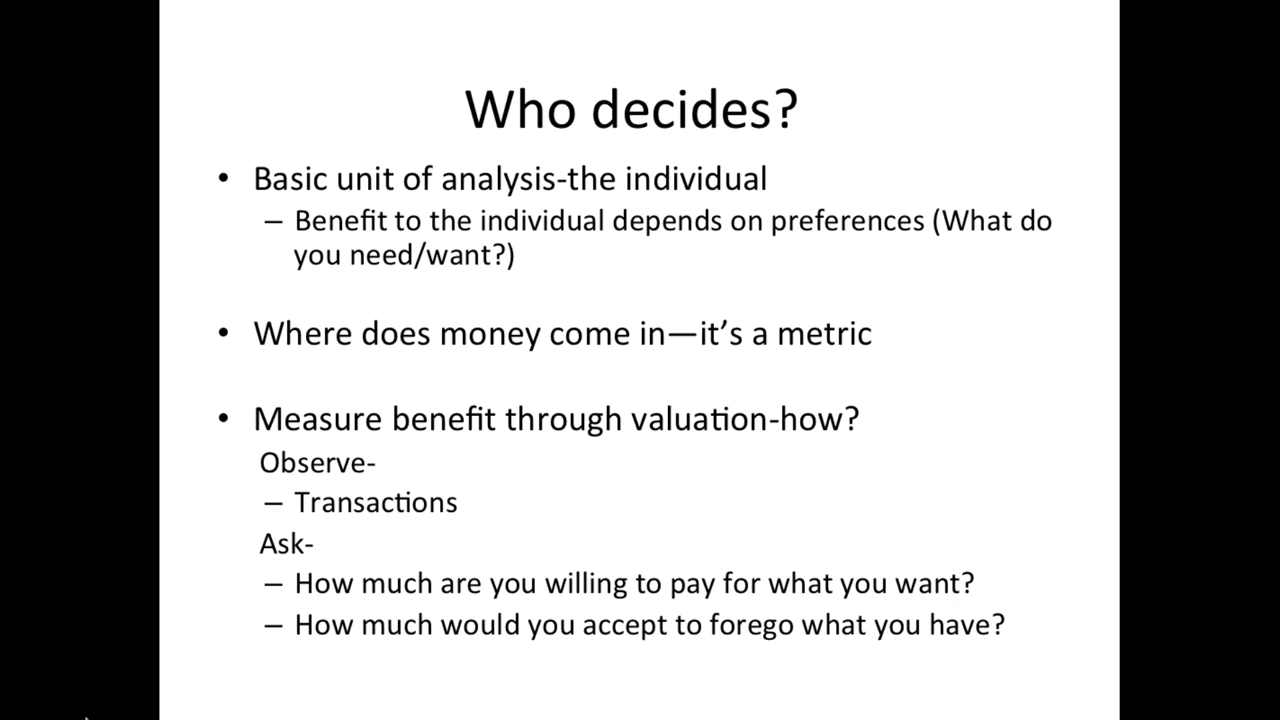 Who decides?
• Basic unit of analysis-the individual
– Benefit to the individual depends on preferences (What do
you need/want?)
• Where does money come in—it’s a metric
• Measure benefit through valuation-how?
Observe-
– Transactions
Ask-
– How much are you willing to pay for what you want?
– How much would you accept to forego what you have?